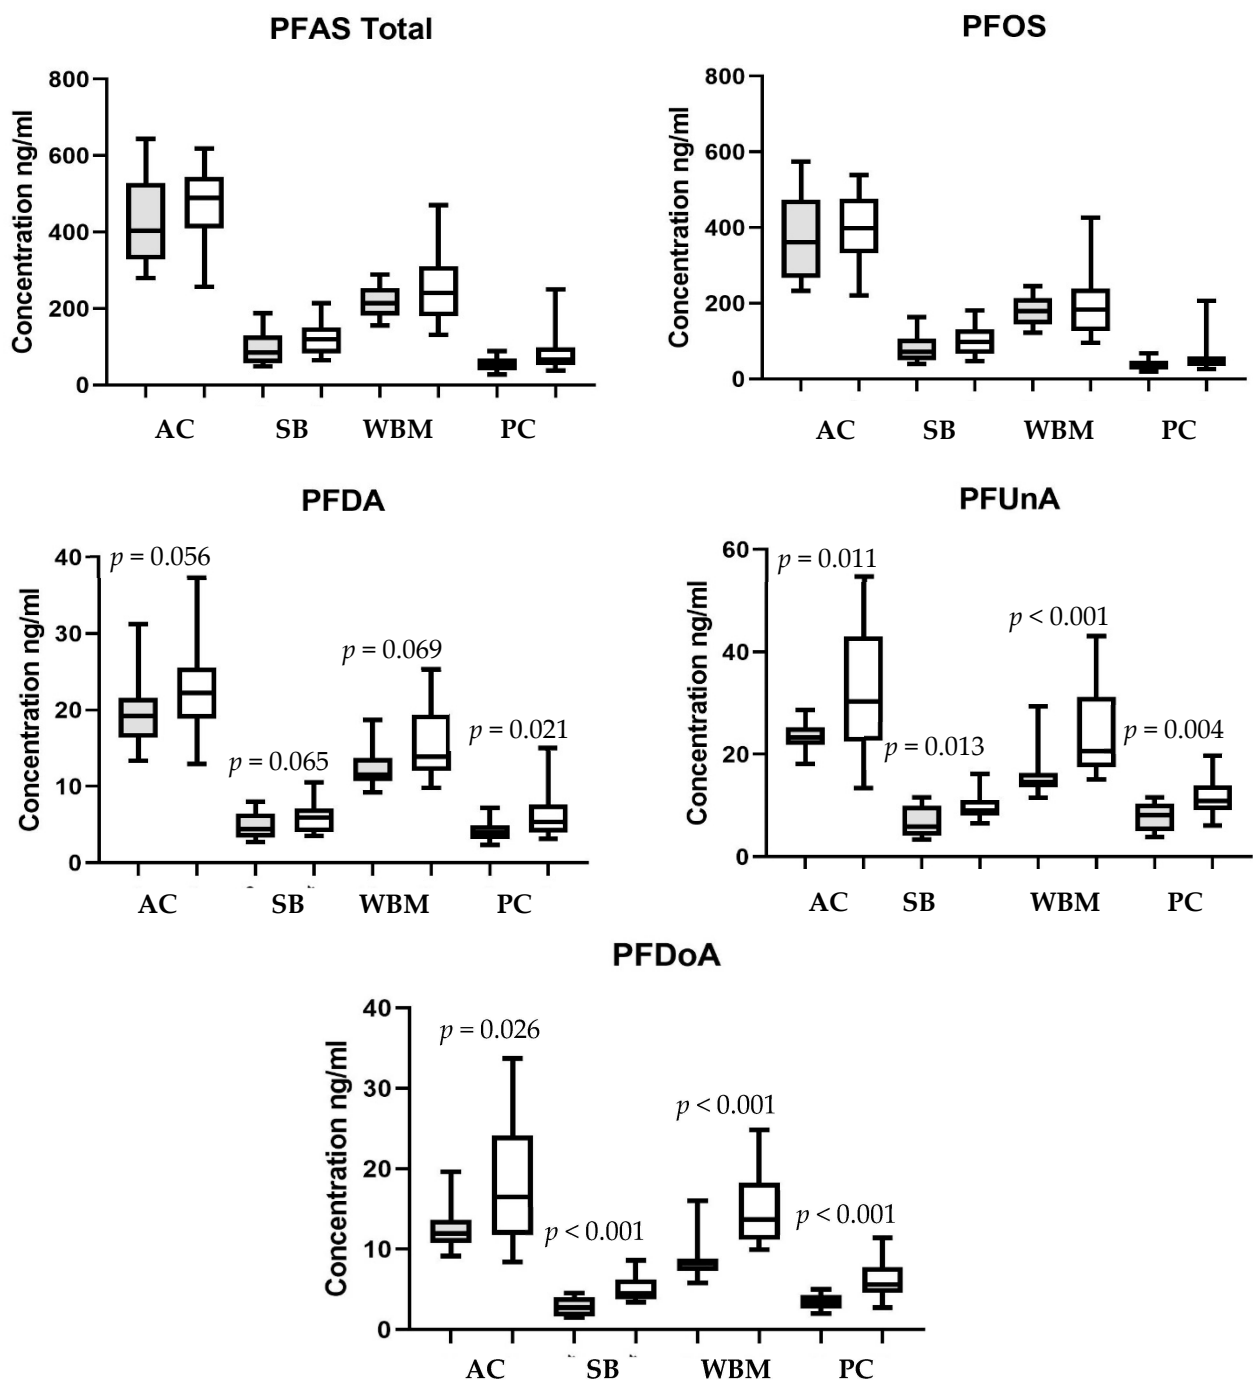 PFAS Total
Concentration ng/ml
800
600
400
200
0
AC SB WBM PC
PFOS
Concentration ng/ml
800
600
400
200
0
AC SB WBM PC
PFDA
Concentration ng/ml
40
30
20
10
0
p = 0.056
p = 0.065
p = 0.069
p = 0.021
AC SB WBM PC
PFUnA
Concentration ng/ml
60
40
20
0
p = 0.011
p = 0.013
p < 0.001
p = 0.004
AC SB WBM PC
PFDoA
Concentration ng/ml
40
30
20
10
0
p = 0.026
p < 0.001
p < 0.001
p < 0.001
AC SB WBM PC